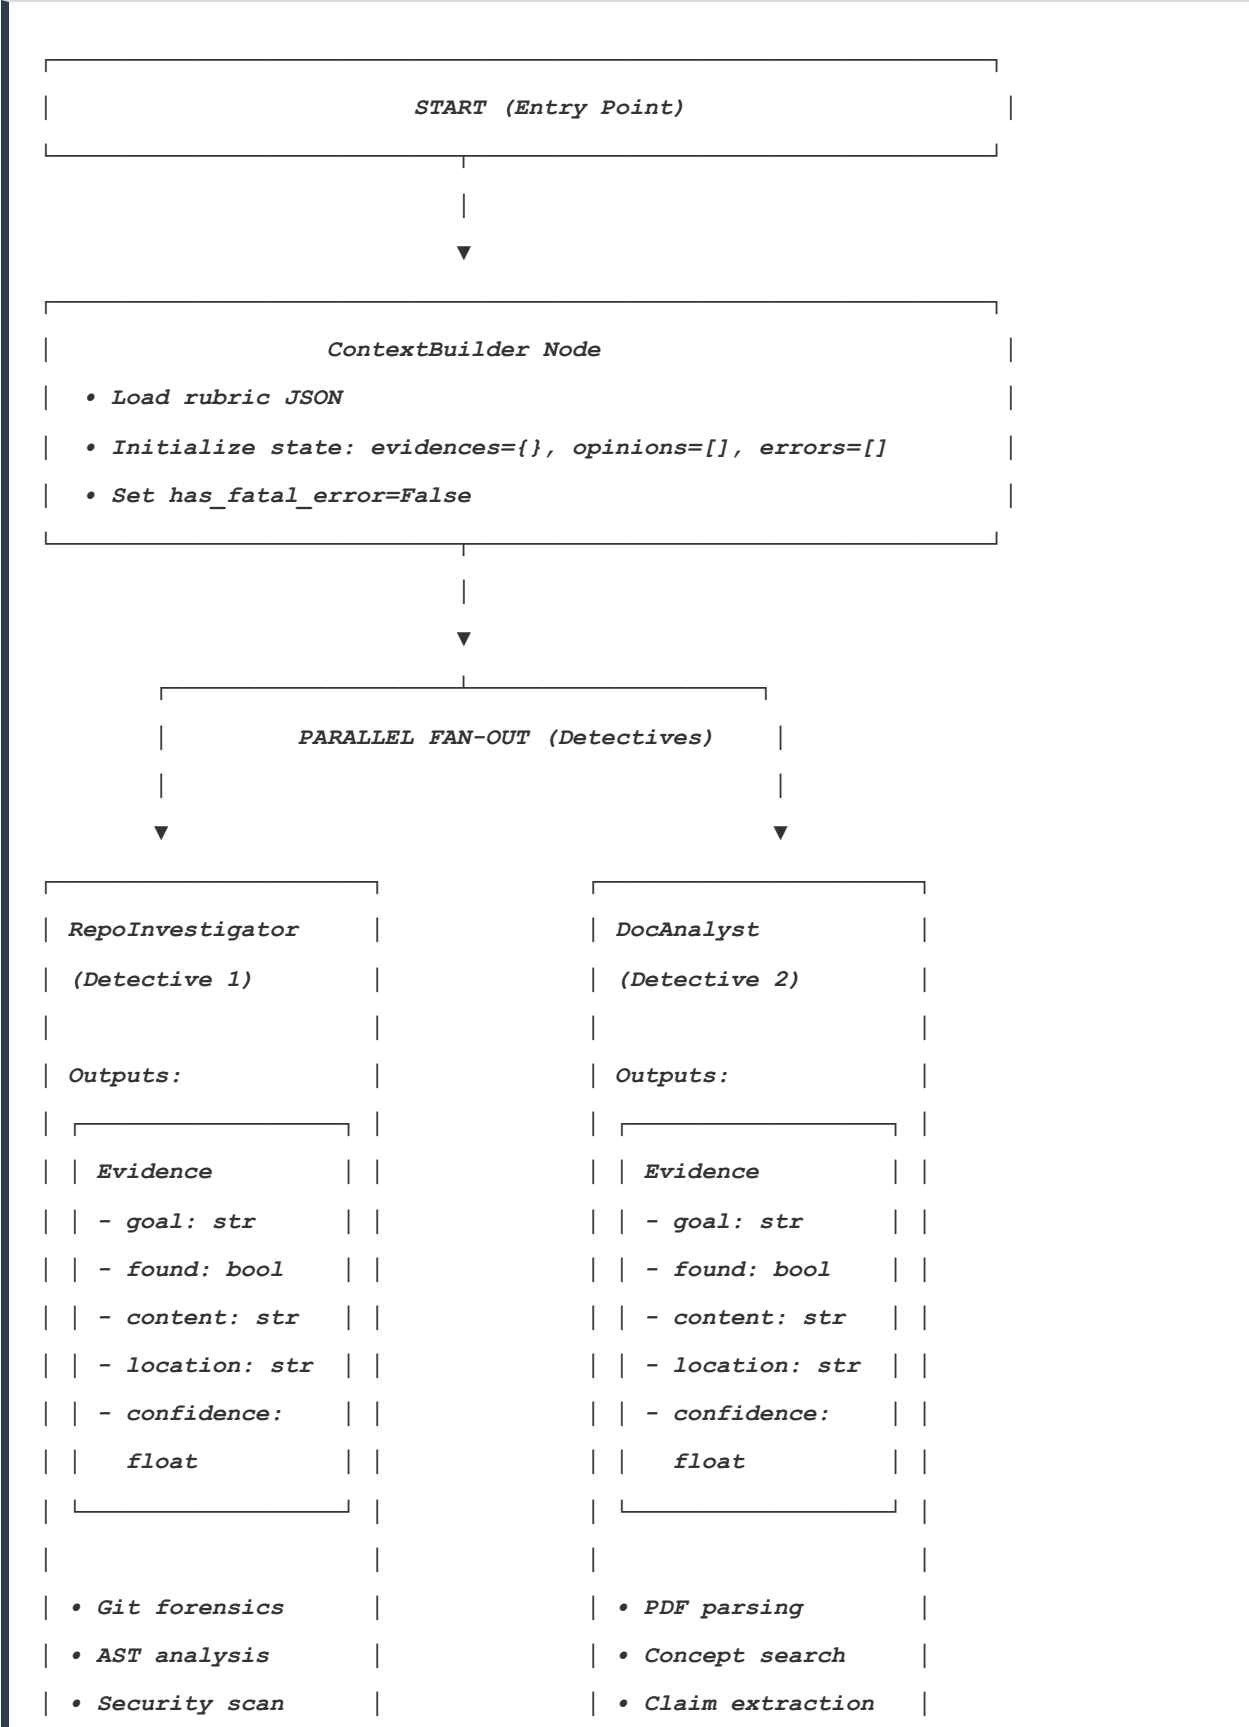 START (Entry Point)
ContextBuilder Node
• Load rubric JSON
• Initialize state: evidences={}, opinions=[], errors=[]
• Set has_fatal_error=False
PARALLEL FAN-OUT (Detectives)
RepoInvestigator DocAnalyst
(Detective 1) (Detective 2)
Outputs: Outputs:
Evidence Evidence
- goal: str - goal: str
- found: bool - found: bool
- content: str - content: str
- location: str - location: str
- confidence: - confidence:
float float
• Git forensics • PDF parsing
• AST analysis • Concept search
• Security scan • Claim extraction